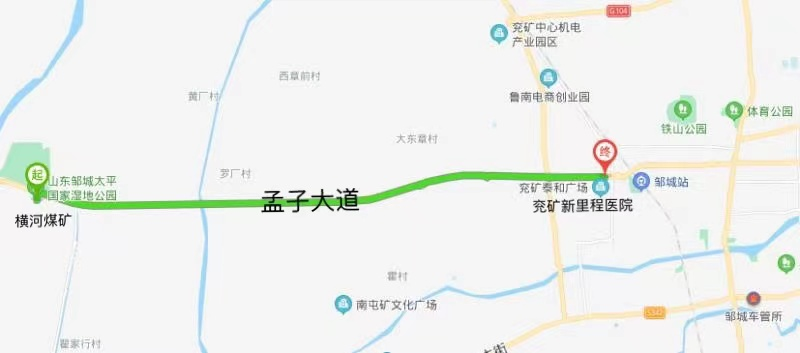 G104
兖矿中心机电
产业园区
西章前村
黄厂村
鲁南电商创业园
体育公园
铁山公园
大东章村
终
起
山东邹城太平
国家湿地公园
罗厂村
兖矿泰和广场
邹城站
孟子大道
兖矿新里程医院
横河煤矿
霍村
南屯矿文化广场
S342
邹城车管所
翟家行村